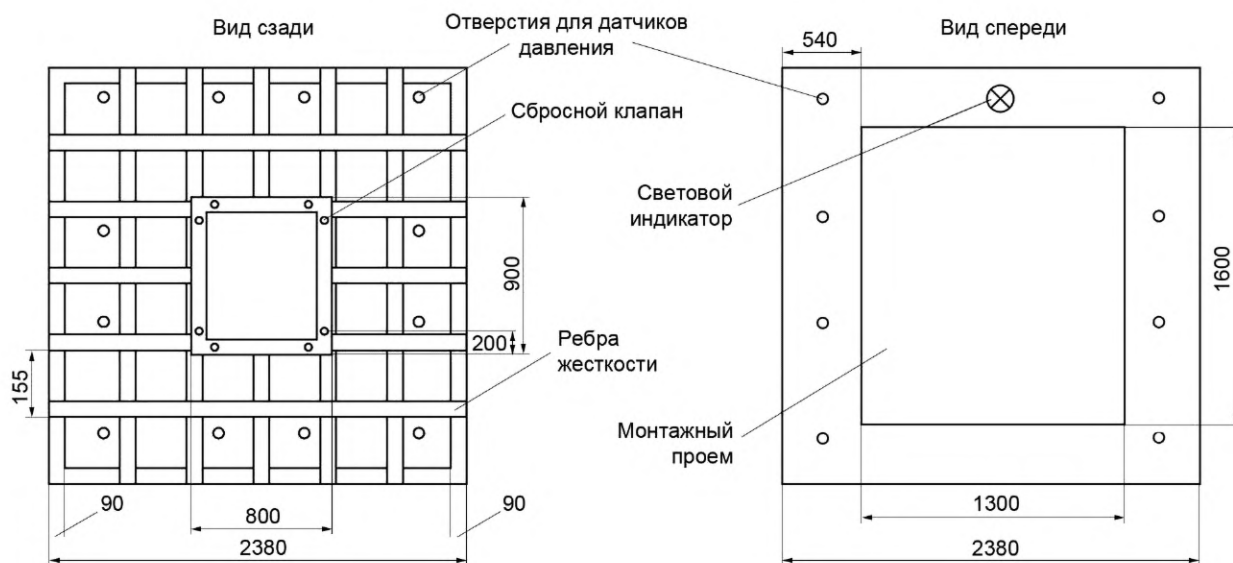 Вид сзади
Отверстия для датчиков
давления
Вид спереди
540
Сбросной клапан
Световой
индикатор
900
200
1600
155
Ребра
жесткости
Монтажный
проем
90
800
90
2380
1300
2380